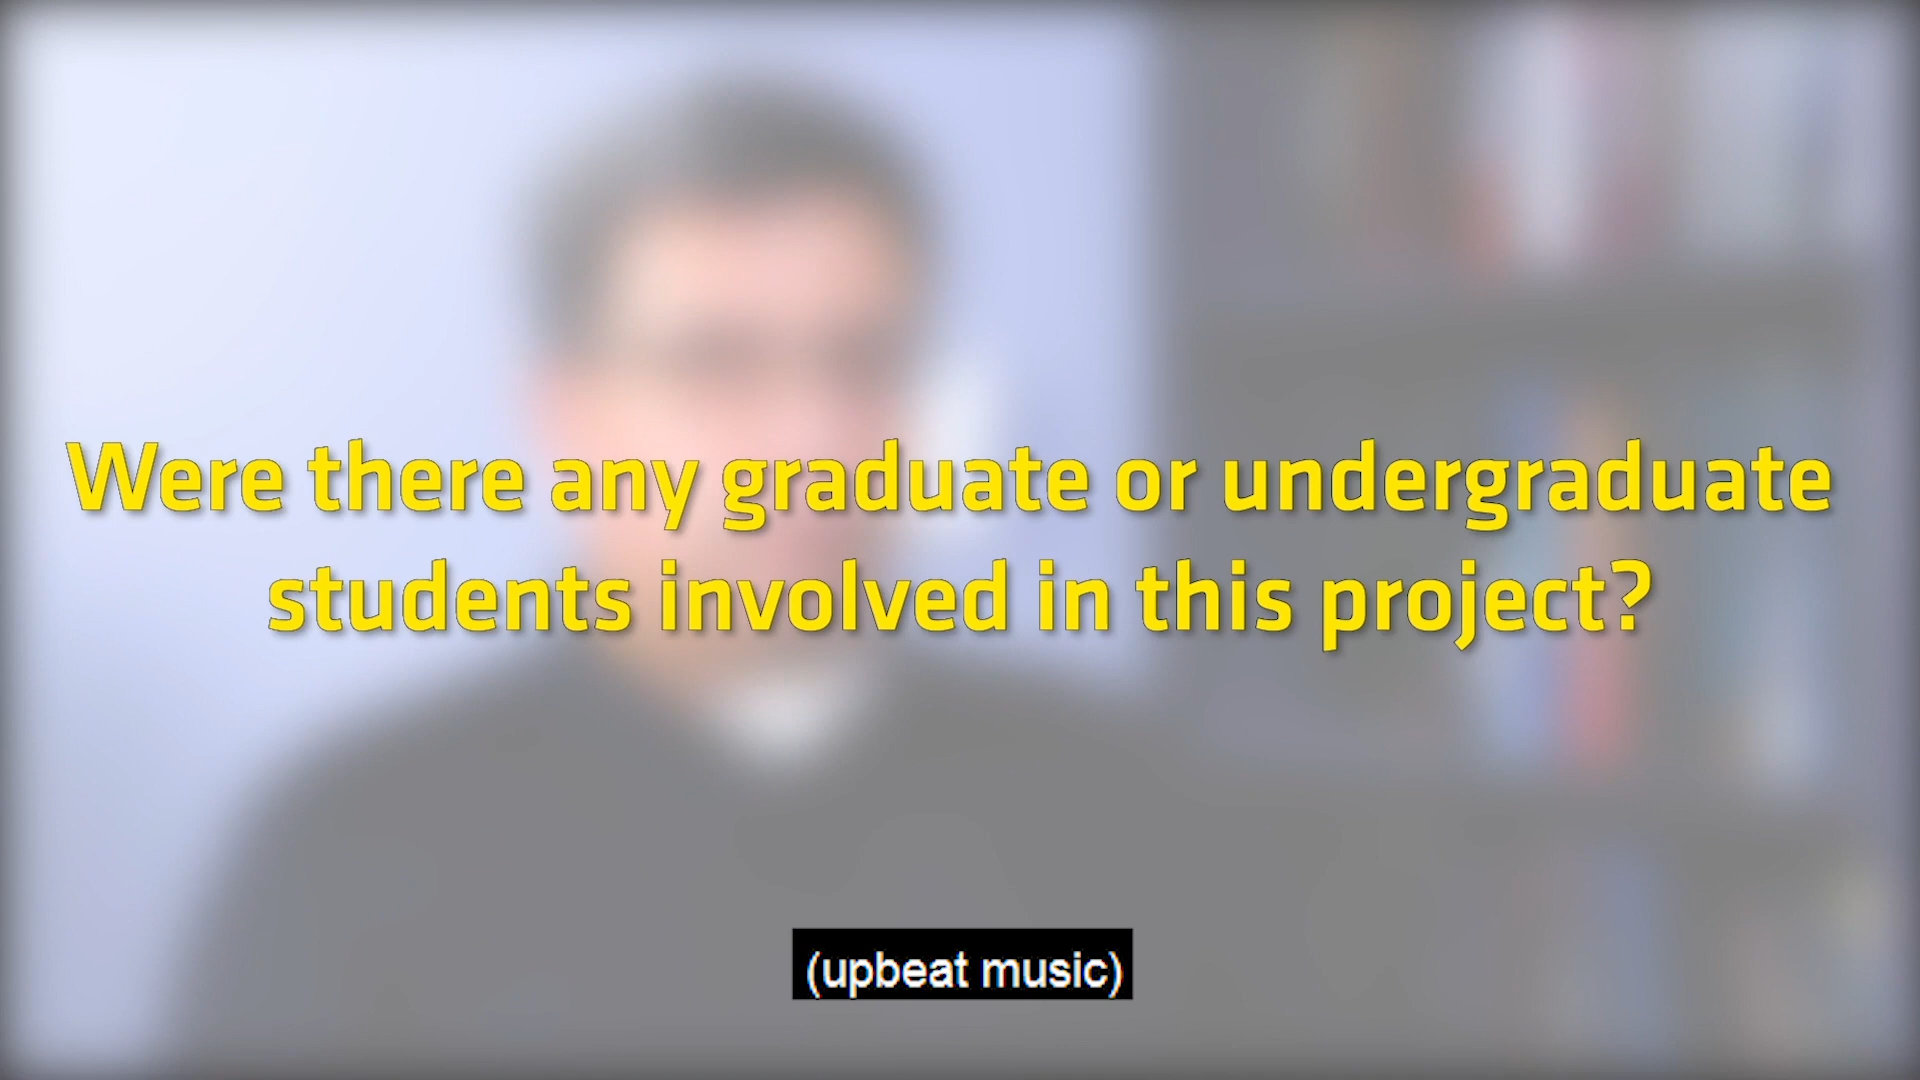 Were there any graduate or undergraduate
students involved in this project?
(upbeat music)